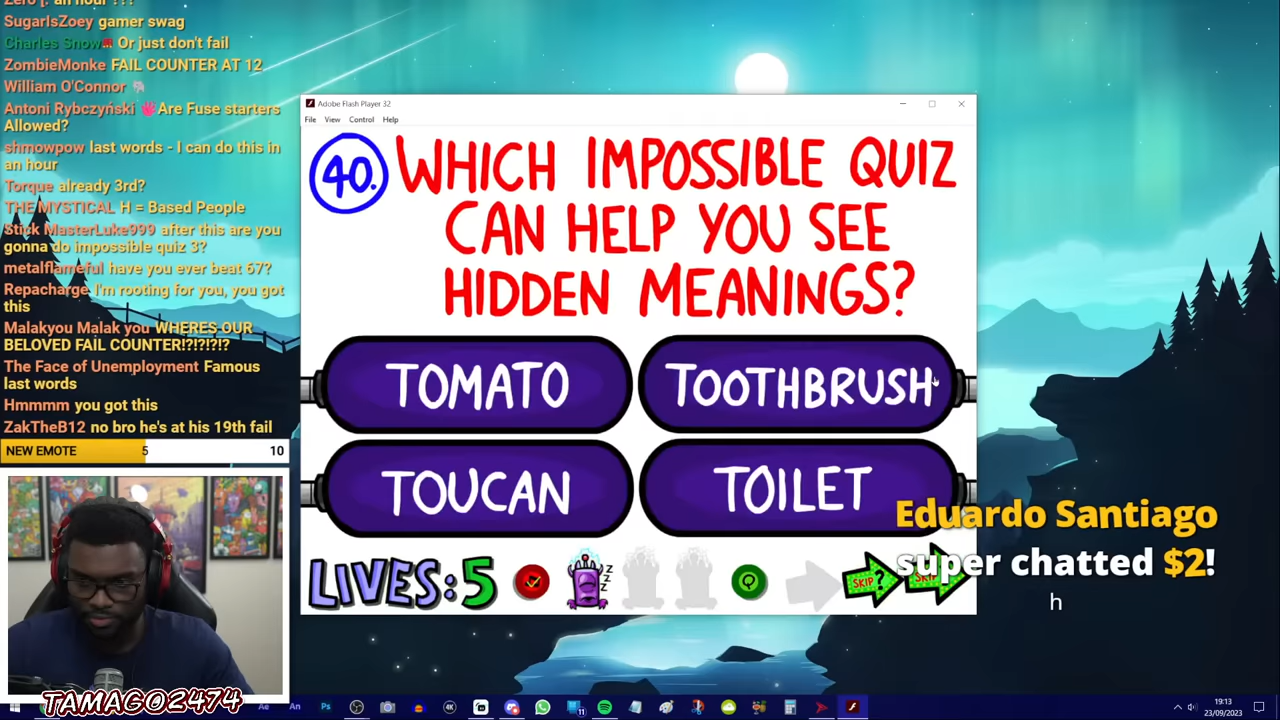 SugarIsZoey gamer swag
Charles Snow Or just don't fail
ZombieMonke FAIL COUNTER AT 12
William O'Connor
Antoni Rybczyński Are Fuse starters
Allowed?
shmowpow last words - I can do this in
an hour
Torque already 3rd?
THE MYSTICAL H = Based People
Stick MasterLuke999 after this are you
gonna do impossible quiz 3?
metalflameful have you ever beat 67?
Repacharge I'm rooting for you, you got
this
Malakyou Malak you WHERES OUR
BELOVED FAIL COUNTER!?!?!?!?
The Face of Unemployment Famous
last words
Hmmmm you got this
ZakTheB12 no bro he's at his 19th fail
NEW EMOTE 5 10
TAMAGO2474
Adobe Flash Player 32
File View Control Help
40. WHICH IMPOSSIBLE QUIZ
CAN HELP YOU SEE
HIDDEN MEANINGS?
TOMATO
TOOTHBRUSH
TOUCAN
TOILET
LIVES:5
Z Z Z
SKIP?
SKIP
Eduardo Santiago
super chatted $2!
h
Ae An Ps 4K 11
19:13
23/09/2023